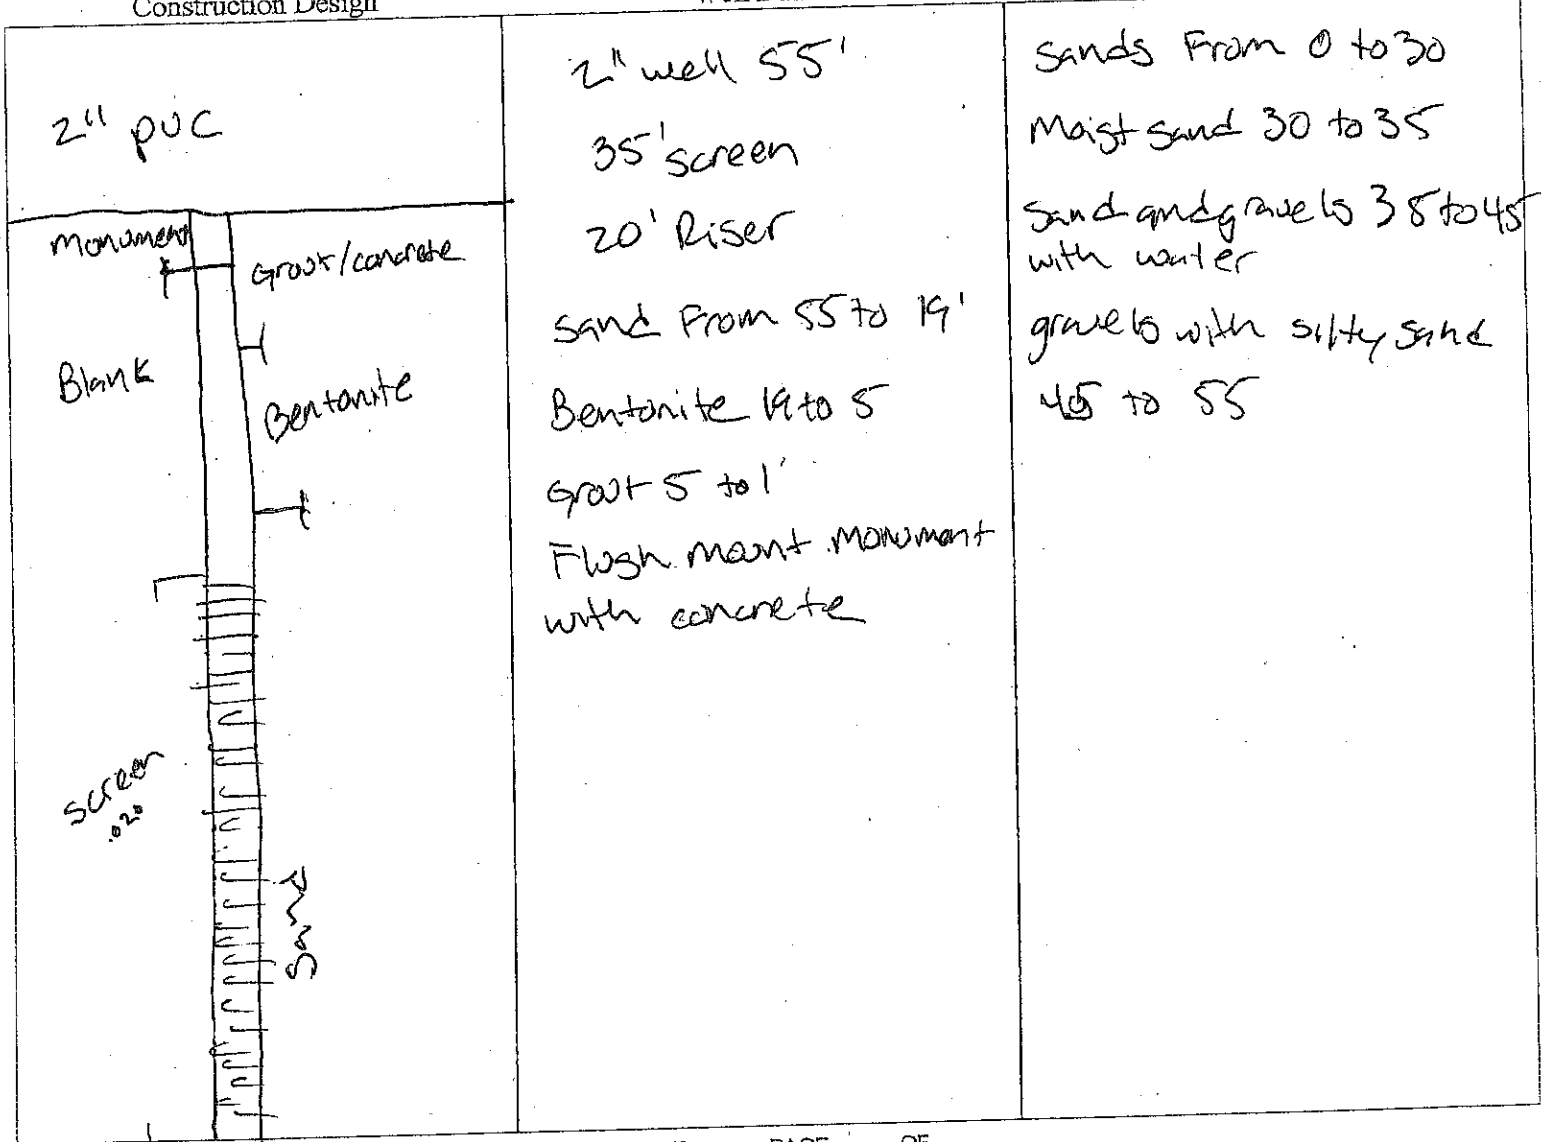 Construction Design
2" PVC
Monument
Grout/concrete
Blank
Bentonite
screen
.020
Sand
2" well 55'
35' screen
20' Riser
sand From 55 to 19'
Bentonite 19 to 5
Grout 5 to 1'
Flush mount monument
with concrete
Sands From 0 to 30
Moist sand 30 to 35
Sand and gravels 35 to 45
with water
gravels with silty sand
45 to 55
PAGE OF